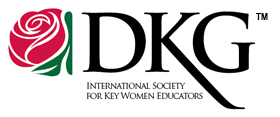 DKG™
INTERNATIONAL SOCIETY
FOR KEY WOMEN EDUCATORS